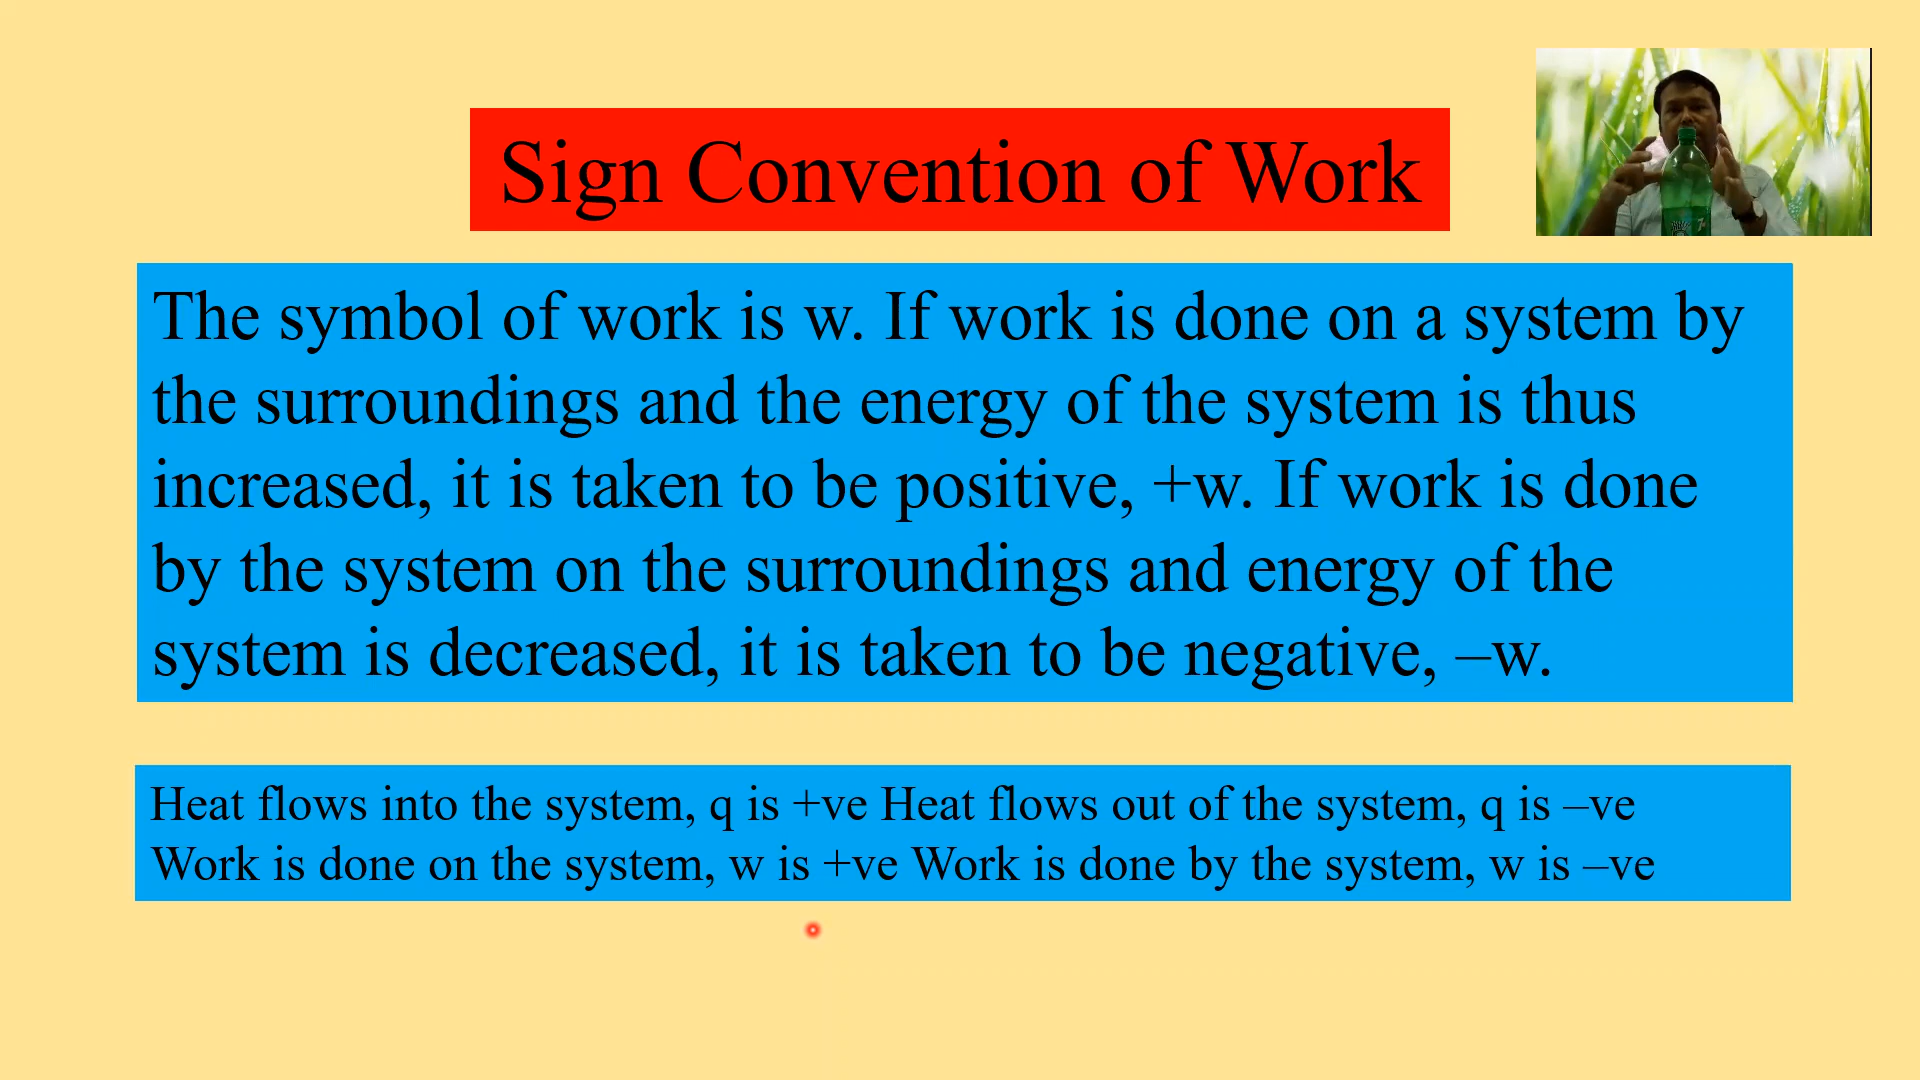 Sign Convention of Work
The symbol of work is w. If work is done on a system by
the surroundings and the energy of the system is thus
increased, it is taken to be positive, +w. If work is done
by the system on the surroundings and energy of the
system is decreased, it is taken to be negative, –w.
Heat flows into the system, q is +ve Heat flows out of the system, q is –ve
Work is done on the system, w is +ve Work is done by the system, w is –ve